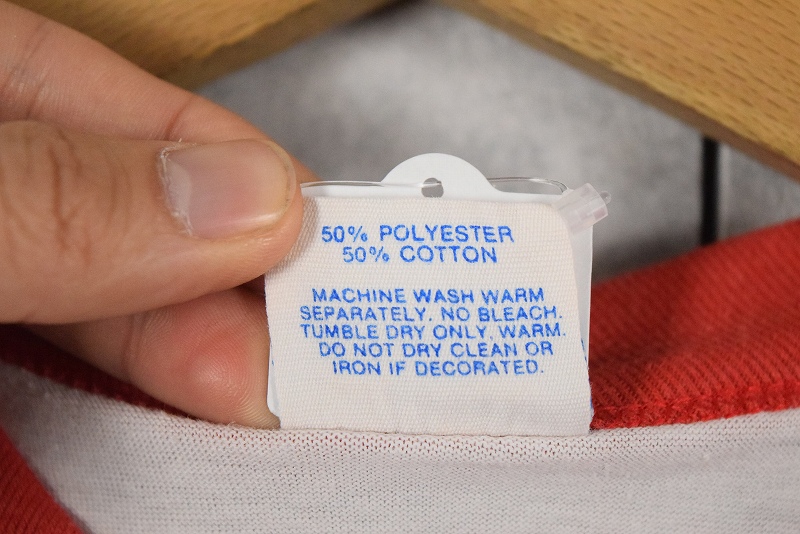 50% POLYESTER
50% COTTON
MACHINE WASH WARM
SEPARATELY. NO BLEACH.
TUMBLE DRY ONLY, WARM.
DO NOT DRY CLEAN OR
IRON IF DECORATED.